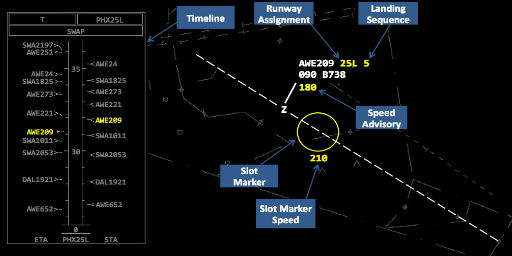 T PHX25L
SWAP
SWA2197
AWE251
AWE24
SWA1825
AWE273
AWE221
AWE209
SWA1011
SWA2053
DAL1921
AWE652
35
30
0
AWE24
SWA1825
AWE273
AWE221
AWE209
SWA1011
SWA2053
DAL1921
AWE652
ETA PHX25L STA
Timeline
Runway
Assignment
Landing
Sequence
AWE209 25L 5
090 B738
180
Z
Speed
Advisory
210
Slot
Marker
Slot Marker
Speed